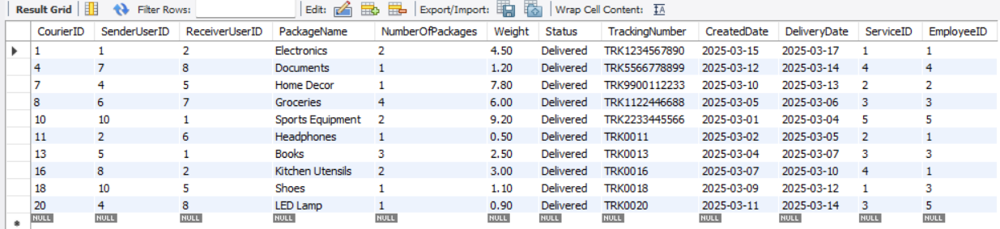 Result Grid Filter Rows: Edit: Export/Import: Wrap Cell Content: IA
CourierID SenderUserID ReceiverUserID PackageName NumberOfPackages Weight Status TrackingNumber CreatedDate DeliveryDate ServiceID EmployeeID
1 1 2 Electronics 2 4.50 Delivered TRK1234567890 2025-03-15 2025-03-17 1 1
4 7 8 Documents 1 1.20 Delivered TRK5566778899 2025-03-12 2025-03-14 4 4
7 4 5 Home Decor 1 7.80 Delivered TRK9900112233 2025-03-10 2025-03-13 2 2
8 6 7 Groceries 4 6.00 Delivered TRK1122446688 2025-03-05 2025-03-06 3 3
10 10 1 Sports Equipment 2 9.20 Delivered TRK2233445566 2025-03-01 2025-03-04 5 5
11 2 6 Headphones 1 0.50 Delivered TRK0011 2025-03-02 2025-03-05 2 1
13 5 1 Books 3 2.50 Delivered TRK0013 2025-03-04 2025-03-07 3 3
16 8 2 Kitchen Utensils 2 3.00 Delivered TRK0016 2025-03-07 2025-03-10 4 1
18 10 5 Shoes 1 1.10 Delivered TRK0018 2025-03-09 2025-03-12 1 3
20 4 8 LED Lamp 1 0.90 Delivered TRK0020 2025-03-11 2025-03-14 3 5
NULL NULL NULL NULL NULL NULL NULL NULL NULL NULL NULL NULL